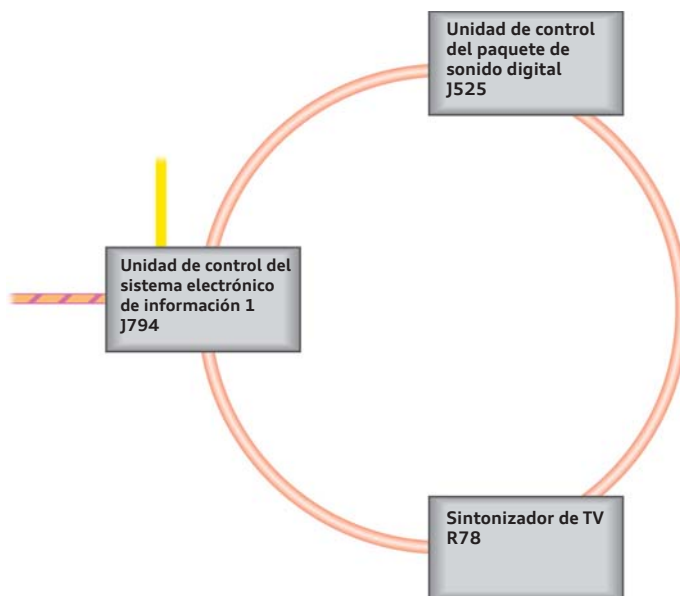 Unidad de control
del paquete de
sonido digital
J525
Unidad de control del
sistema electrónico
de información 1
J794
Sintonizador de TV
R78